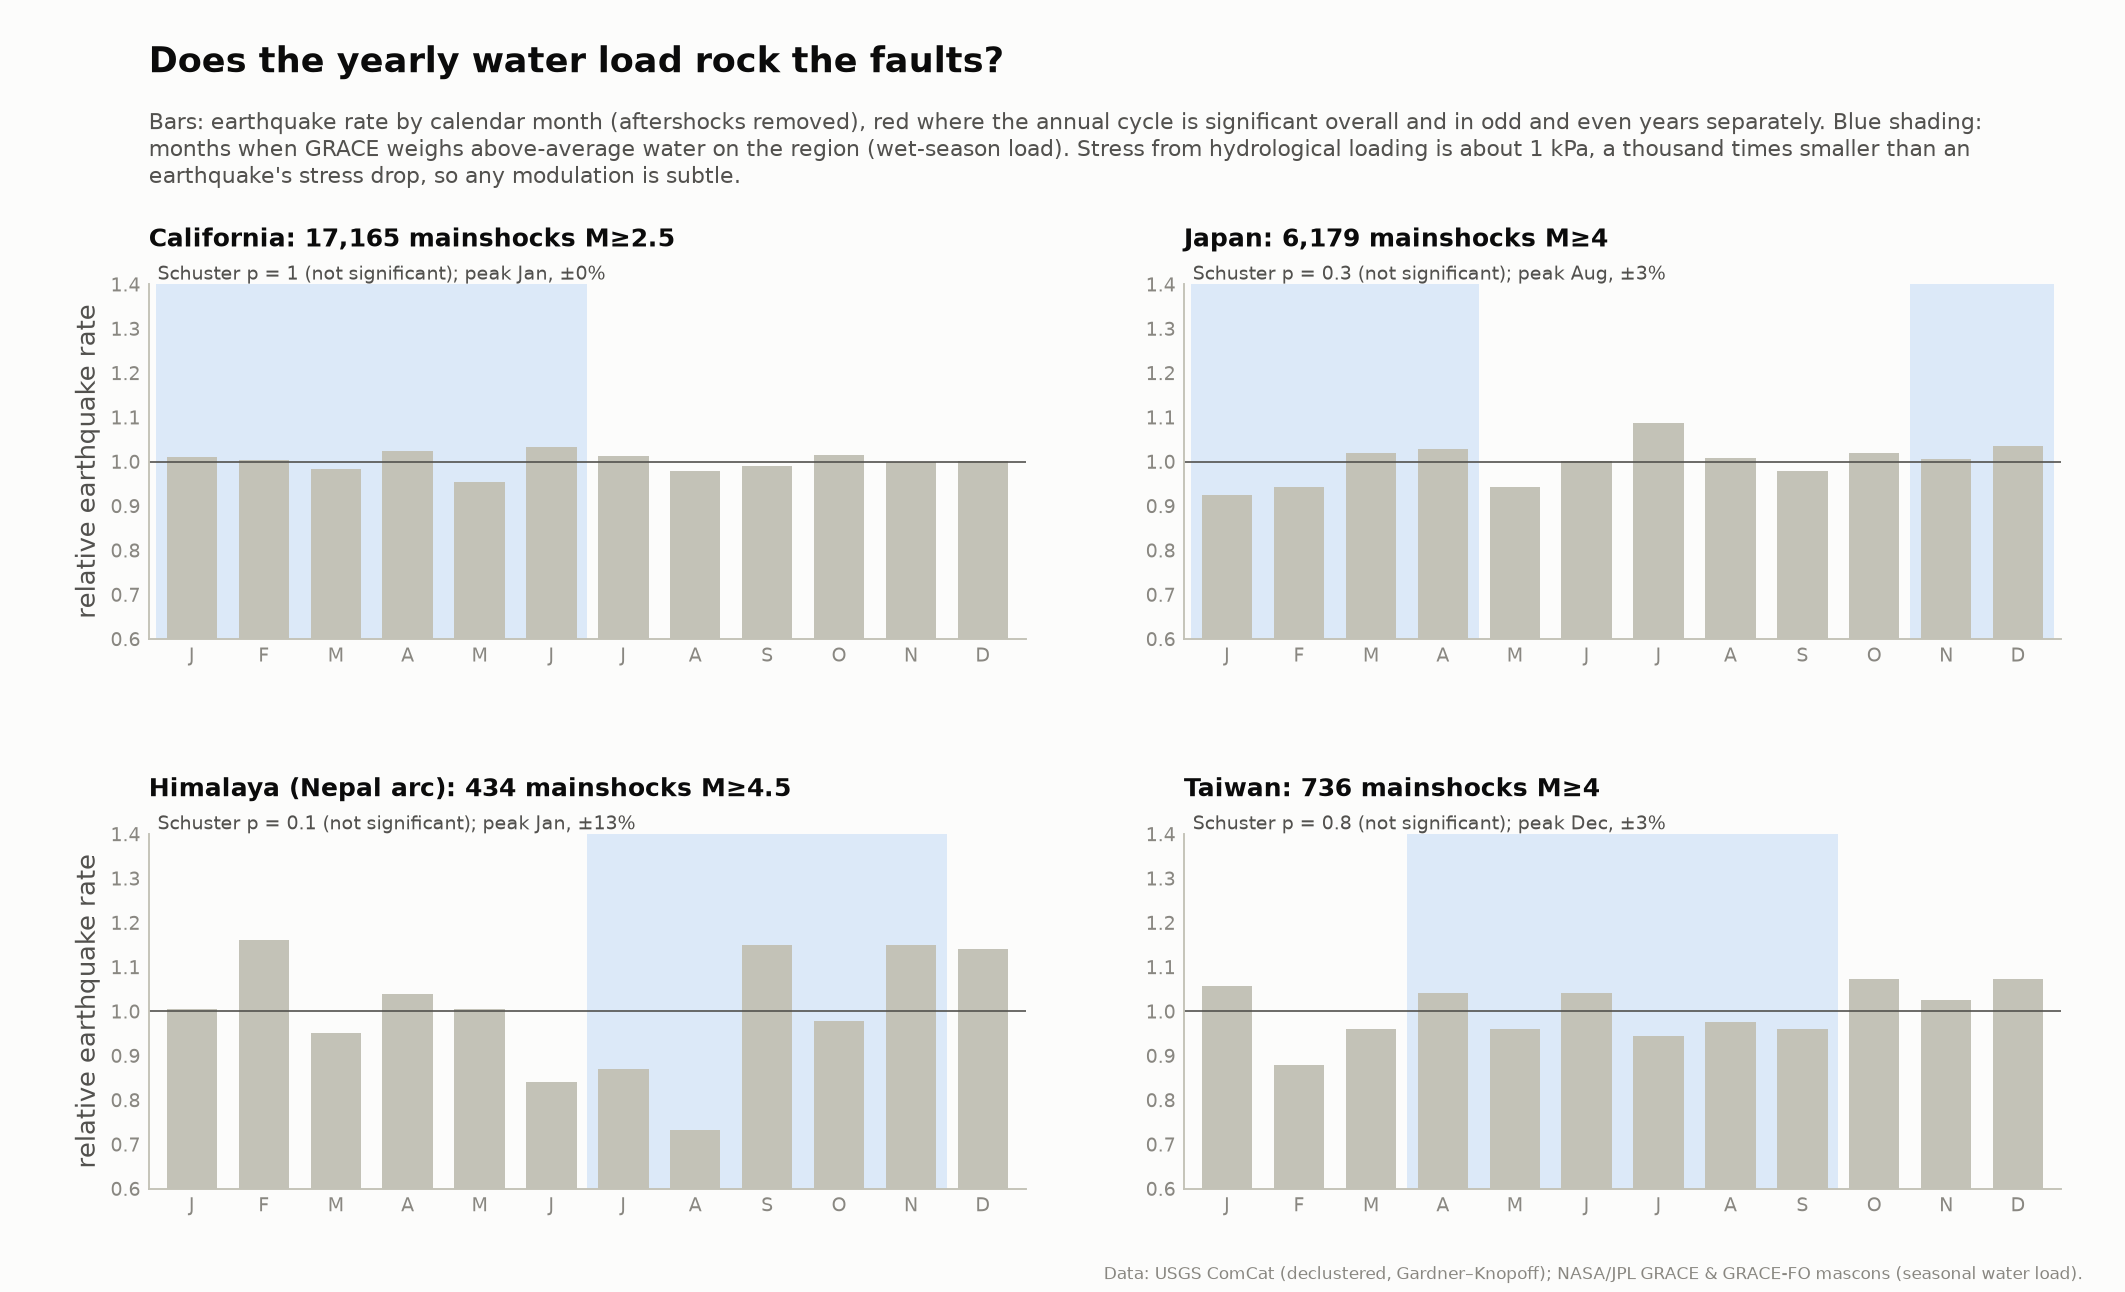 Does the yearly water load rock the faults?
Bars: earthquake rate by calendar month (aftershocks removed), red where the annual cycle is significant overall and in odd and even years separately. Blue shading:
months when GRACE weighs above-average water on the region (wet-season load). Stress from hydrological loading is about 1 kPa, a thousand times smaller than an
earthquake's stress drop, so any modulation is subtle.
California: 17,165 mainshocks M≥2.5
Schuster p = 1 (not significant); peak Jan, ±0%
relative earthquake rate
1.4
1.3
1.2
1.1
1.0
0.9
0.8
0.7
0.6
J F M A M J J A S O N D
Japan: 6,179 mainshocks M≥4
Schuster p = 0.3 (not significant); peak Aug, ±3%
1.4
1.3
1.2
1.1
1.0
0.9
0.8
0.7
0.6
J F M A M J J A S O N D
Himalaya (Nepal arc): 434 mainshocks M≥4.5
Schuster p = 0.1 (not significant); peak Jan, ±13%
relative earthquake rate
1.4
1.3
1.2
1.1
1.0
0.9
0.8
0.7
0.6
J F M A M J J A S O N D
Taiwan: 736 mainshocks M≥4
Schuster p = 0.8 (not significant); peak Dec, ±3%
1.4
1.3
1.2
1.1
1.0
0.9
0.8
0.7
0.6
J F M A M J J A S O N D
Data: USGS ComCat (declustered, Gardner–Knopoff); NASA/JPL GRACE & GRACE-FO mascons (seasonal water load).